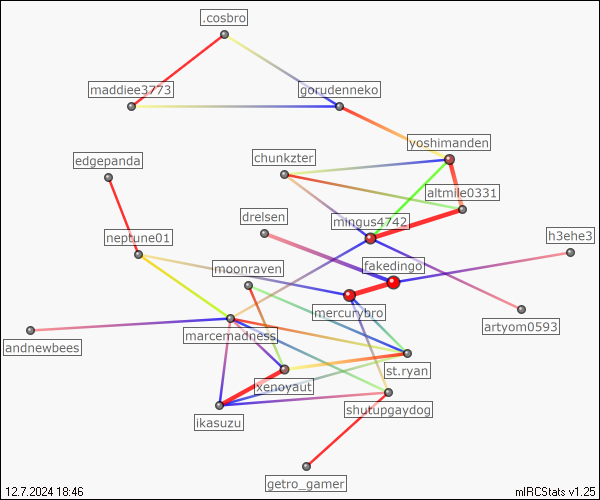 .cosbro
maddiee3773
gorudenneko
yoshimanden
chunkzter
edgepanda
altmile0331
drelsen
mingus4742
neptune01
h3ehe3
moonraven
fakedingo
mercurybro
artyom0593
marcemadness
andnewbees
st.ryan
xenoyaut
shutupgaydog
ikasuzu
getro_gamer
12.7.2024 18:46
mIRCStats v1.25